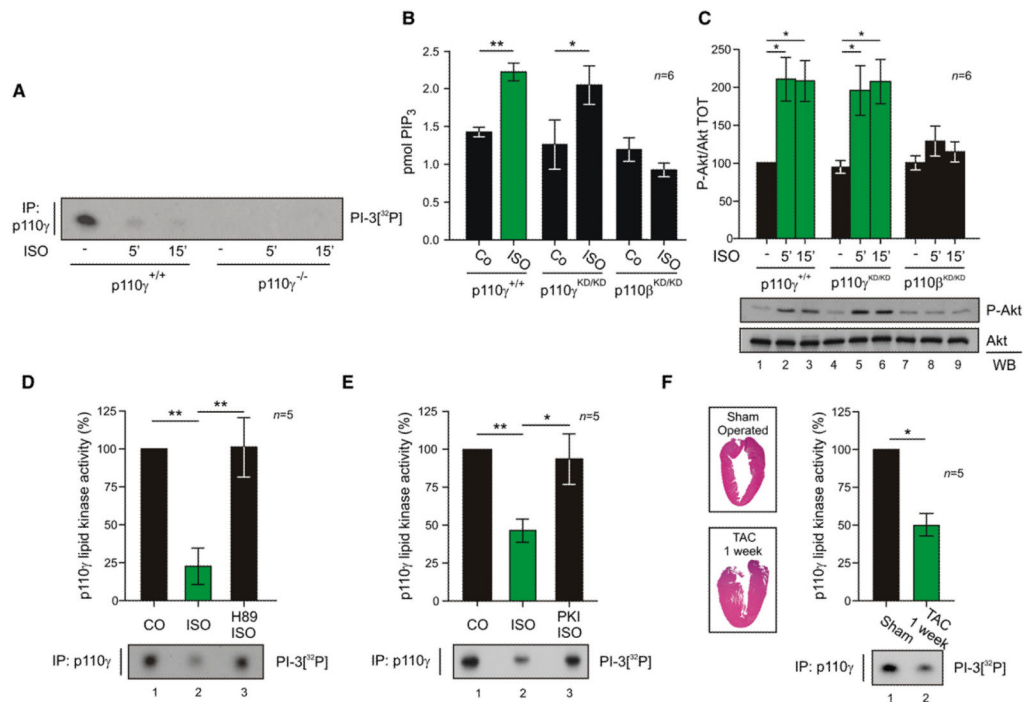 A
IP:
p110γ
PI-3[³²P]
ISO - 5' 15' - 5' 15'
p110γ+/+ p110γ-/-
B
** * n=6
pmol PIP₃
2.5
2.0
1.5
1.0
0.5
0.0
Co ISO Co ISO Co ISO
p110γ+/+ p110γKD/KD p110βKD/KD
C
* *
* *
n=6
P-Akt/Akt TOT
250
200
150
100
50
0
ISO - 5' 15' - 5' 15' - 5' 15'
p110γ+/+ p110γKD/KD p110βKD/KD
P-Akt
Akt
1 2 3 4 5 6 7 8 9 WB
D
** ** n=5
p110γ lipid kinase activity (%)
125
100
75
50
25
0
CO ISO H89
ISO
IP: p110γ PI-3[³²P]
1 2 3
E
** * n=5
p110γ lipid kinase activity (%)
125
100
75
50
25
0
CO ISO PKI
ISO
IP: p110γ PI-3[³²P]
1 2 3
F
Sham
Operated
TAC
1 week
*
n=5
p110γ lipid kinase activity (%)
125
100
75
50
25
0
Sham TAC
1 week
IP: p110γ PI-3[³²P]
1 2